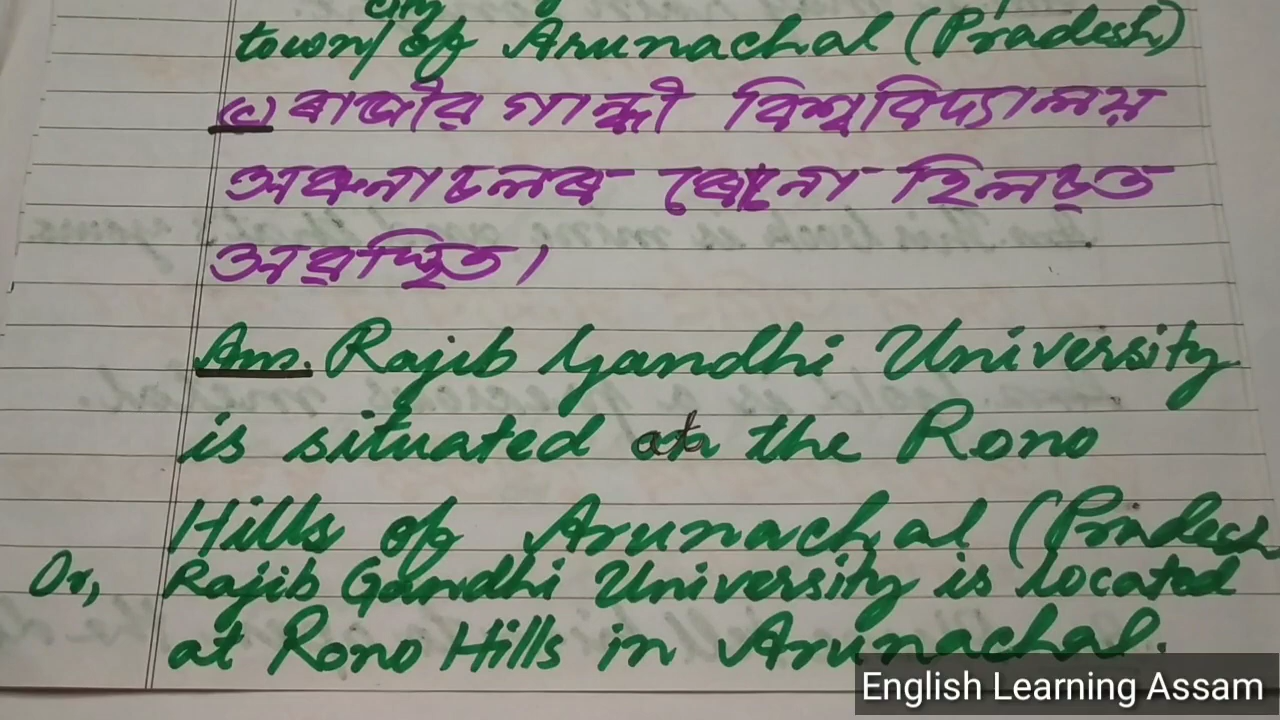 city
town/ of Arunachal (Pradesh)
(c) ৰাজীৱ গান্ধী বিশ্ববিদ্যালয়
অৰুনাচলৰ ৰোনো হিলচ্‌ত
অৱস্থিত।
Ans. Rajib Gandhi University
is situated at the Rono
Hills of Arunachal (Pradesh
Or, Rajib Gandhi University is located
at Rono Hills in Arunachal.
English Learning Assam